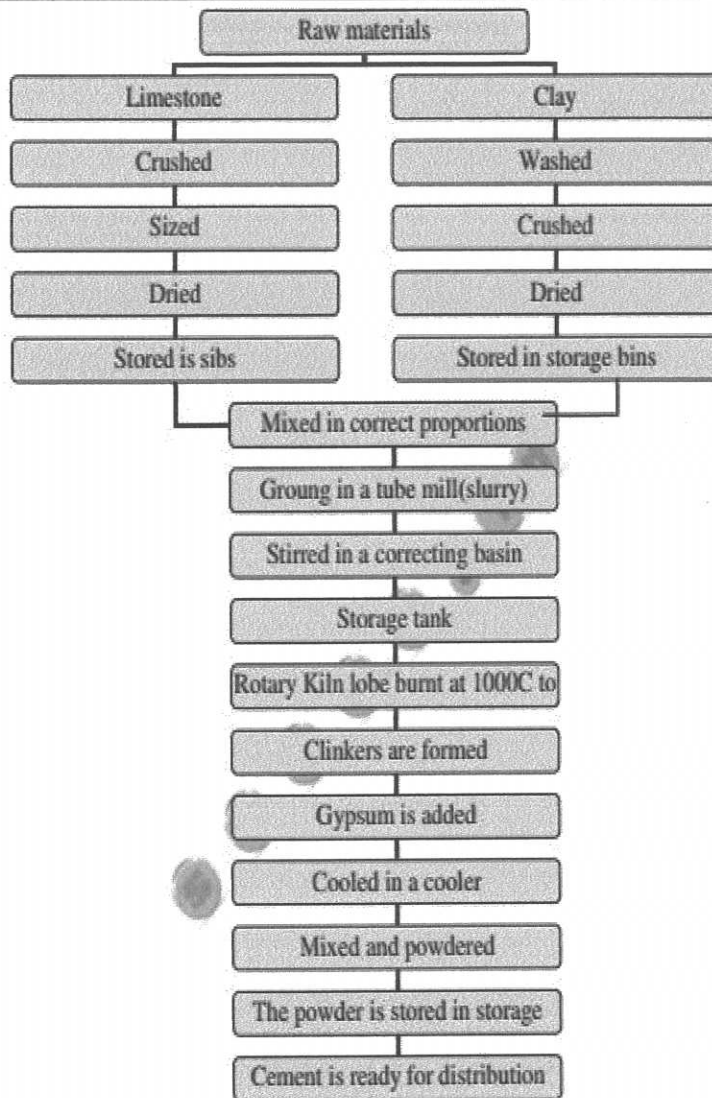 Raw materials
Limestone
Clay
Crushed
Washed
Sized
Crushed
Dried
Dried
Stored is sibs
Stored in storage bins
Mixed in correct proportions
Groung in a tube mill(slurry)
Stirred in a correcting basin
Storage tank
Rotary Kiln lobe burnt at 1000C to
Clinkers are formed
Gypsum is added
Cooled in a cooler
Mixed and powdered
The powder is stored in storage
Cement is ready for distribution